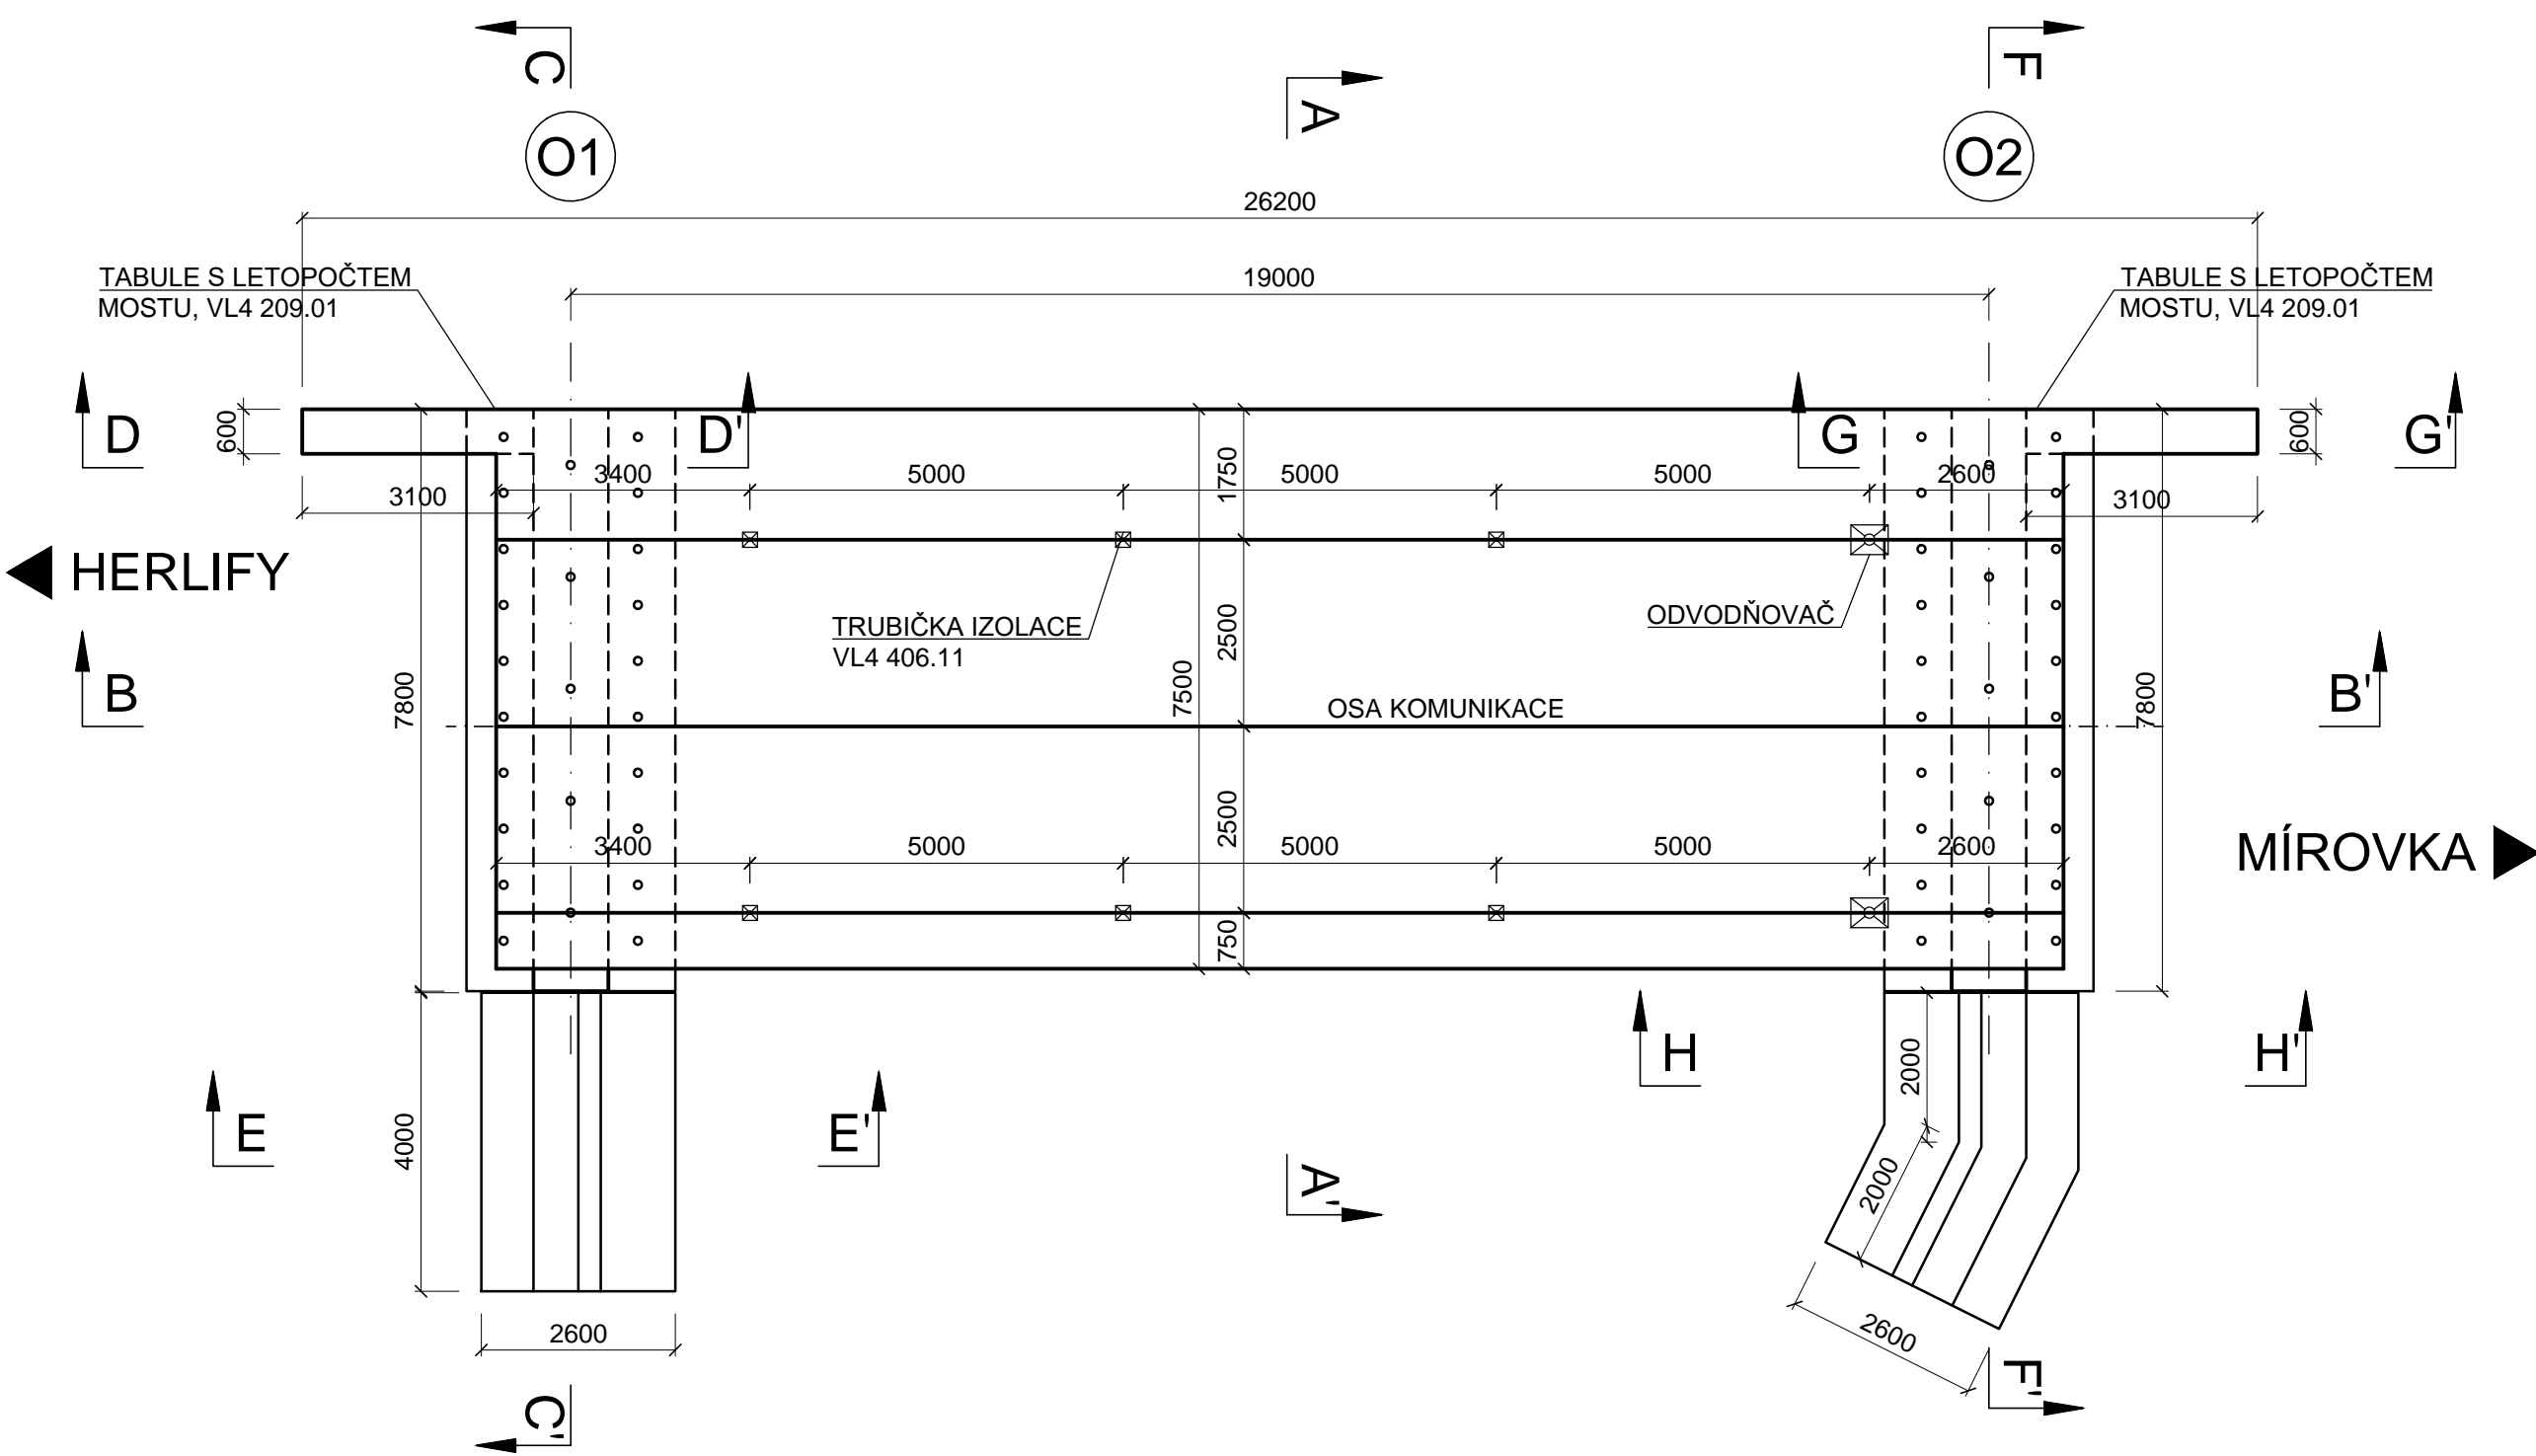 C
F
A
O1
O2
26200
19000
TABULE S LETOPOČTEM
MOSTU, VL4 209.01
TABULE S LETOPOČTEM
MOSTU, VL4 209.01
D
600
D'
G
600
G'
3100
3400
5000
1750
5000
5000
2600
3100
HERLIFY
TRUBIČKA IZOLACE
VL4 406.11
2500
ODVODŇOVAČ
B
7800
7500
OSA KOMUNIKACE
7800
B'
3400
5000
2500
5000
5000
2600
MÍROVKA
750
E
4000
E'
H
2000
H'
2000
A'
2600
2600
C'
F'